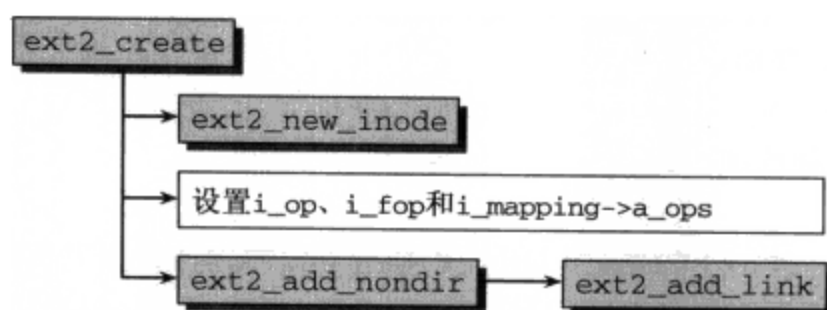 ext2_create
ext2_new_inode
设置i_op、i_fop和i_mapping->a_ops
ext2_add_nondir
ext2_add_link